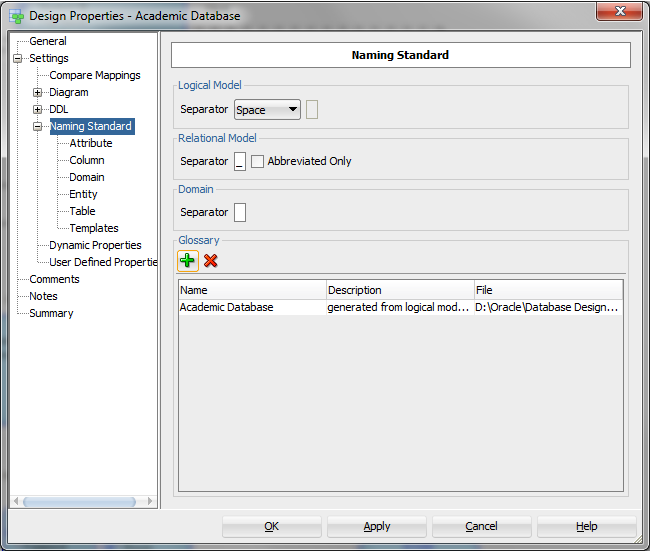 Design Properties - Academic Database
General
Settings
Compare Mappings
Diagram
DDL
Naming Standard
Attribute
Column
Domain
Entity
Table
Templates
Dynamic Properties
User Defined Propertie
Comments
Notes
Summary
Naming Standard
Logical Model
Separator Space
Relational Model
Separator _ Abbreviated Only
Domain
Separator
Glossary
Name Description File
Academic Database generated from logical mod... D:\Oracle\Database Design...
OK Apply Cancel Help